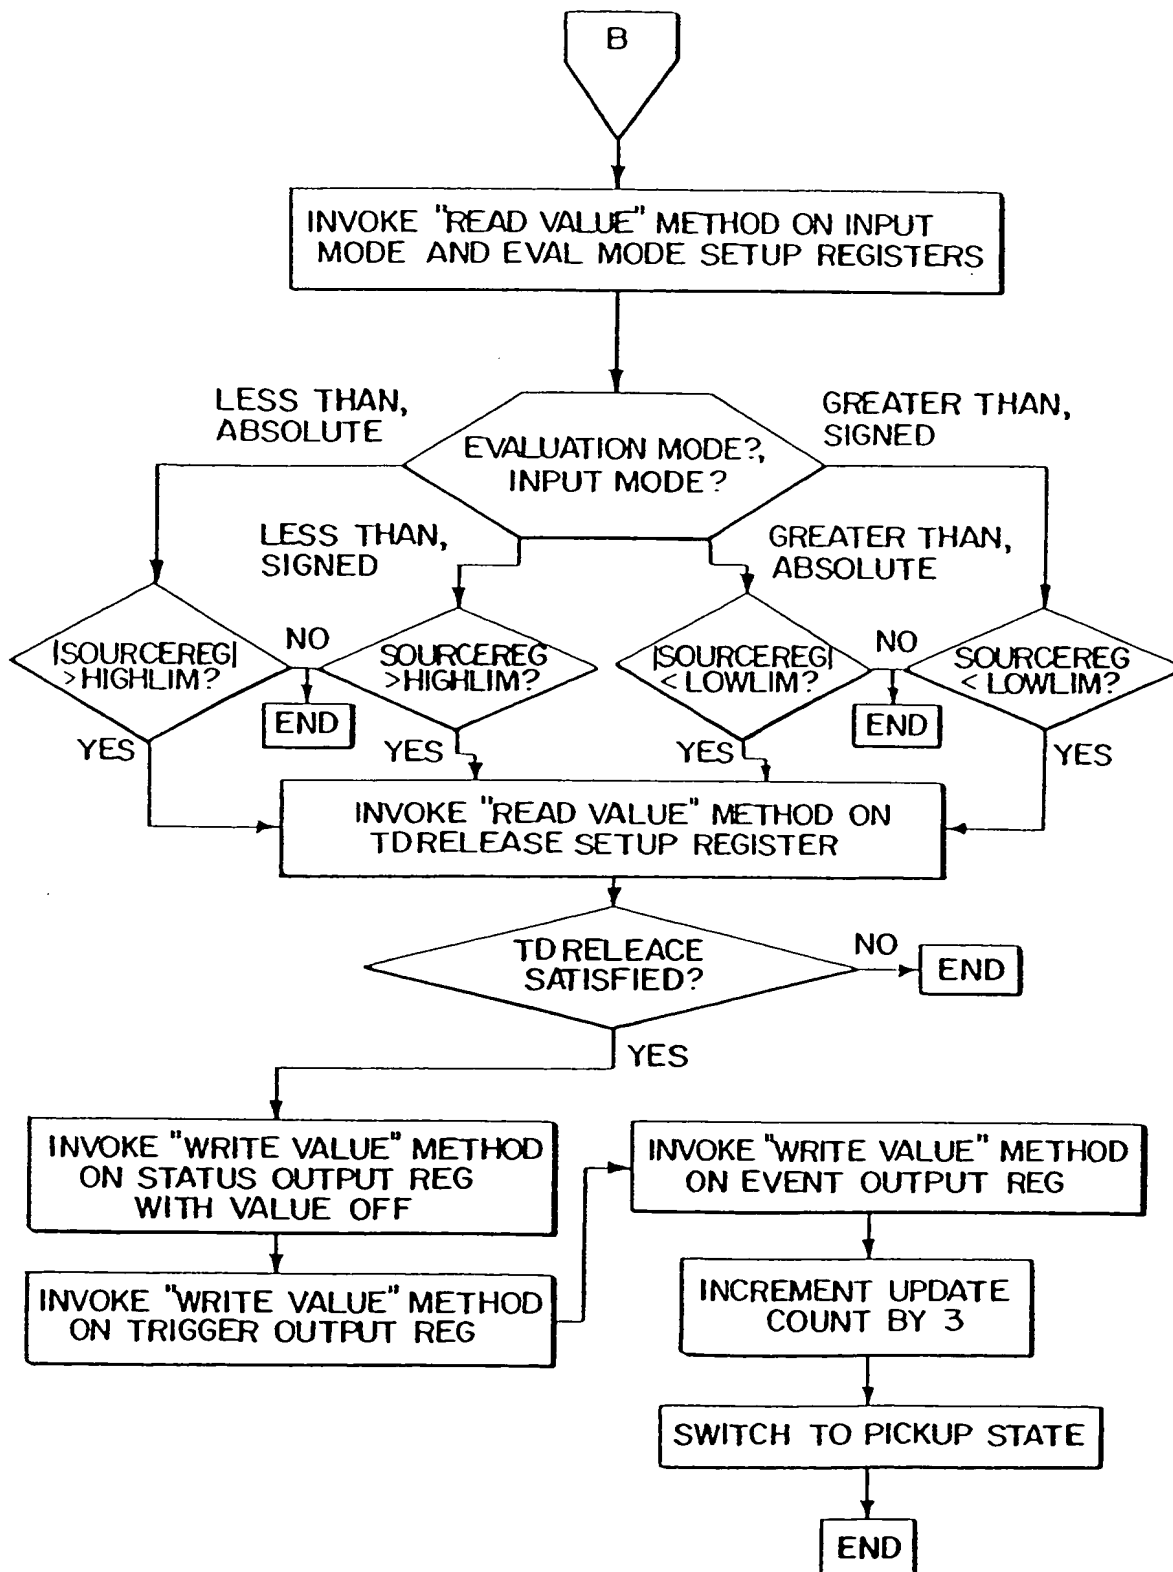 B
INVOKE "READ VALUE" METHOD ON INPUT
MODE AND EVAL MODE SETUP REGISTERS
LESS THAN,
ABSOLUTE
GREATER THAN,
SIGNED
EVALUATION MODE?,
INPUT MODE?
LESS THAN,
SIGNED
GREATER THAN,
ABSOLUTE
|SOURCEREG|
>HIGHLIM?
NO
SOURCEREG
>HIGHLIM?
|SOURCEREG|
< LOWLIM?
NO
SOURCEREG
< LOWLIM?
END
END
YES
YES
YES
YES
INVOKE "READ VALUE" METHOD ON
TDRELEASE SETUP REGISTER
TD RELEACE
SATISFIED?
NO
END
YES
INVOKE "WRITE VALUE" METHOD
ON STATUS OUTPUT REG
WITH VALUE OFF
INVOKE "WRITE VALUE" METHOD
ON TRIGGER OUTPUT REG
INVOKE "WRITE VALUE" METHOD
ON EVENT OUTPUT REG
INCREMENT UPDATE
COUNT BY 3
SWITCH TO PICKUP STATE
END